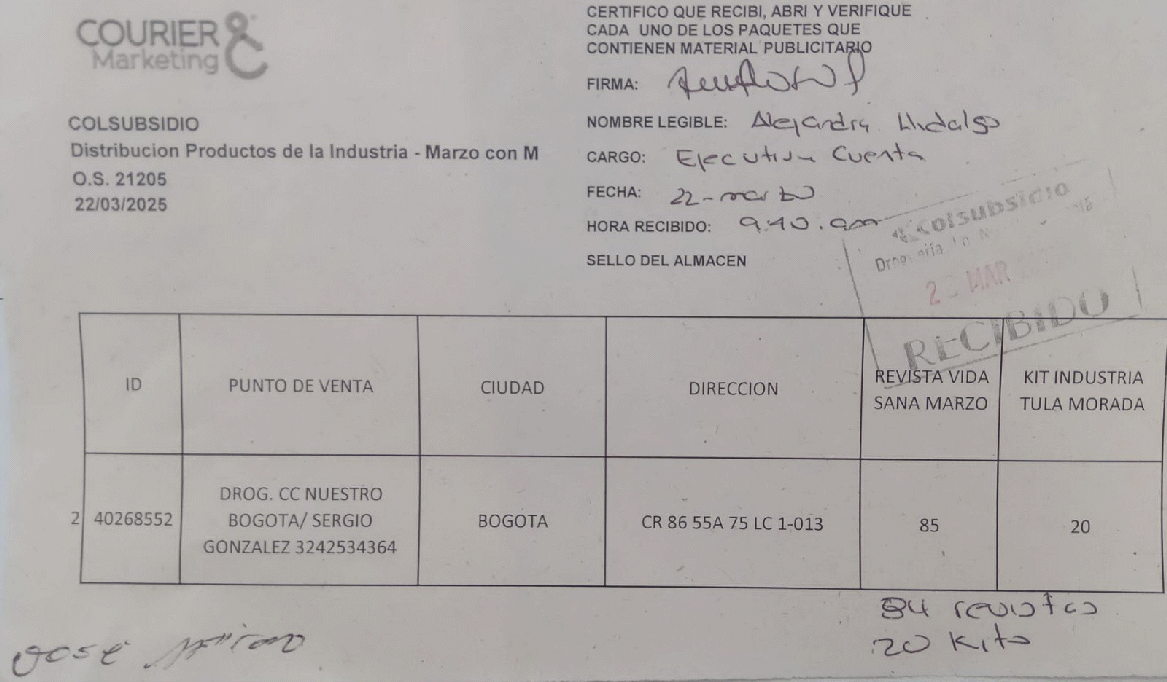 COURIER &
Marketing
COLSUBSIDIO
Distribucion Productos de la Industria - Marzo con M
O.S. 21205
22/03/2025
CERTIFICO QUE RECIBI, ABRI Y VERIFIQUE
CADA UNO DE LOS PAQUETES QUE
CONTIENEN MATERIAL PUBLICITARIO
FIRMA:
NOMBRE LEGIBLE: Alejandra Hidalgo
CARGO: Ejecutiva Cuenta
FECHA: 22-marzo
HORA RECIBIDO: 9:40.am
SELLO DEL ALMACEN
Colsubsidio
MAR
RECIBIDO
ID PUNTO DE VENTA CIUDAD DIRECCION REVISTA VIDA SANA MARZO KIT INDUSTRIA TULA MORADA
2 40268552 DROG. CC NUESTRO BOGOTA/ SERGIO GONZALEZ 3242534364 BOGOTA CR 86 55A 75 LC 1-013 85 20
84 revistas
20 Kits
José